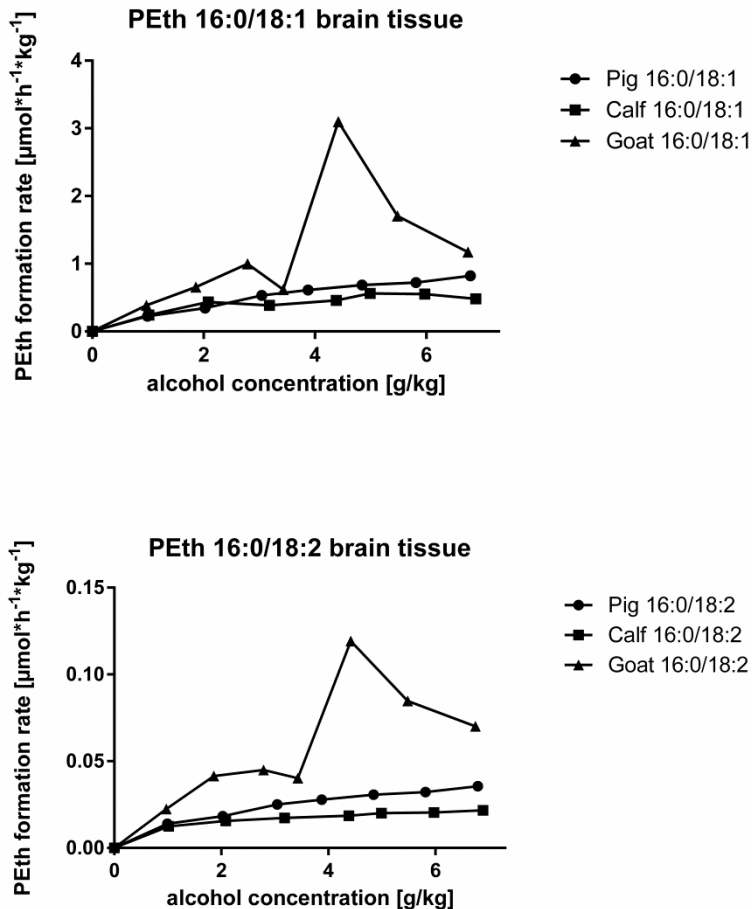 PEth 16:0/18:1 brain tissue
PEth formation rate [µmol*h⁻¹*kg⁻¹]
4
3
2
1
0
0 2 4 6
alcohol concentration [g/kg]
Pig 16:0/18:1
Calf 16:0/18:1
Goat 16:0/18:1
PEth 16:0/18:2 brain tissue
PEth formation rate [µmol*h⁻¹*kg⁻¹]
0.15
0.10
0.05
0.00
0 2 4 6
alcohol concentration [g/kg]
Pig 16:0/18:2
Calf 16:0/18:2
Goat 16:0/18:2